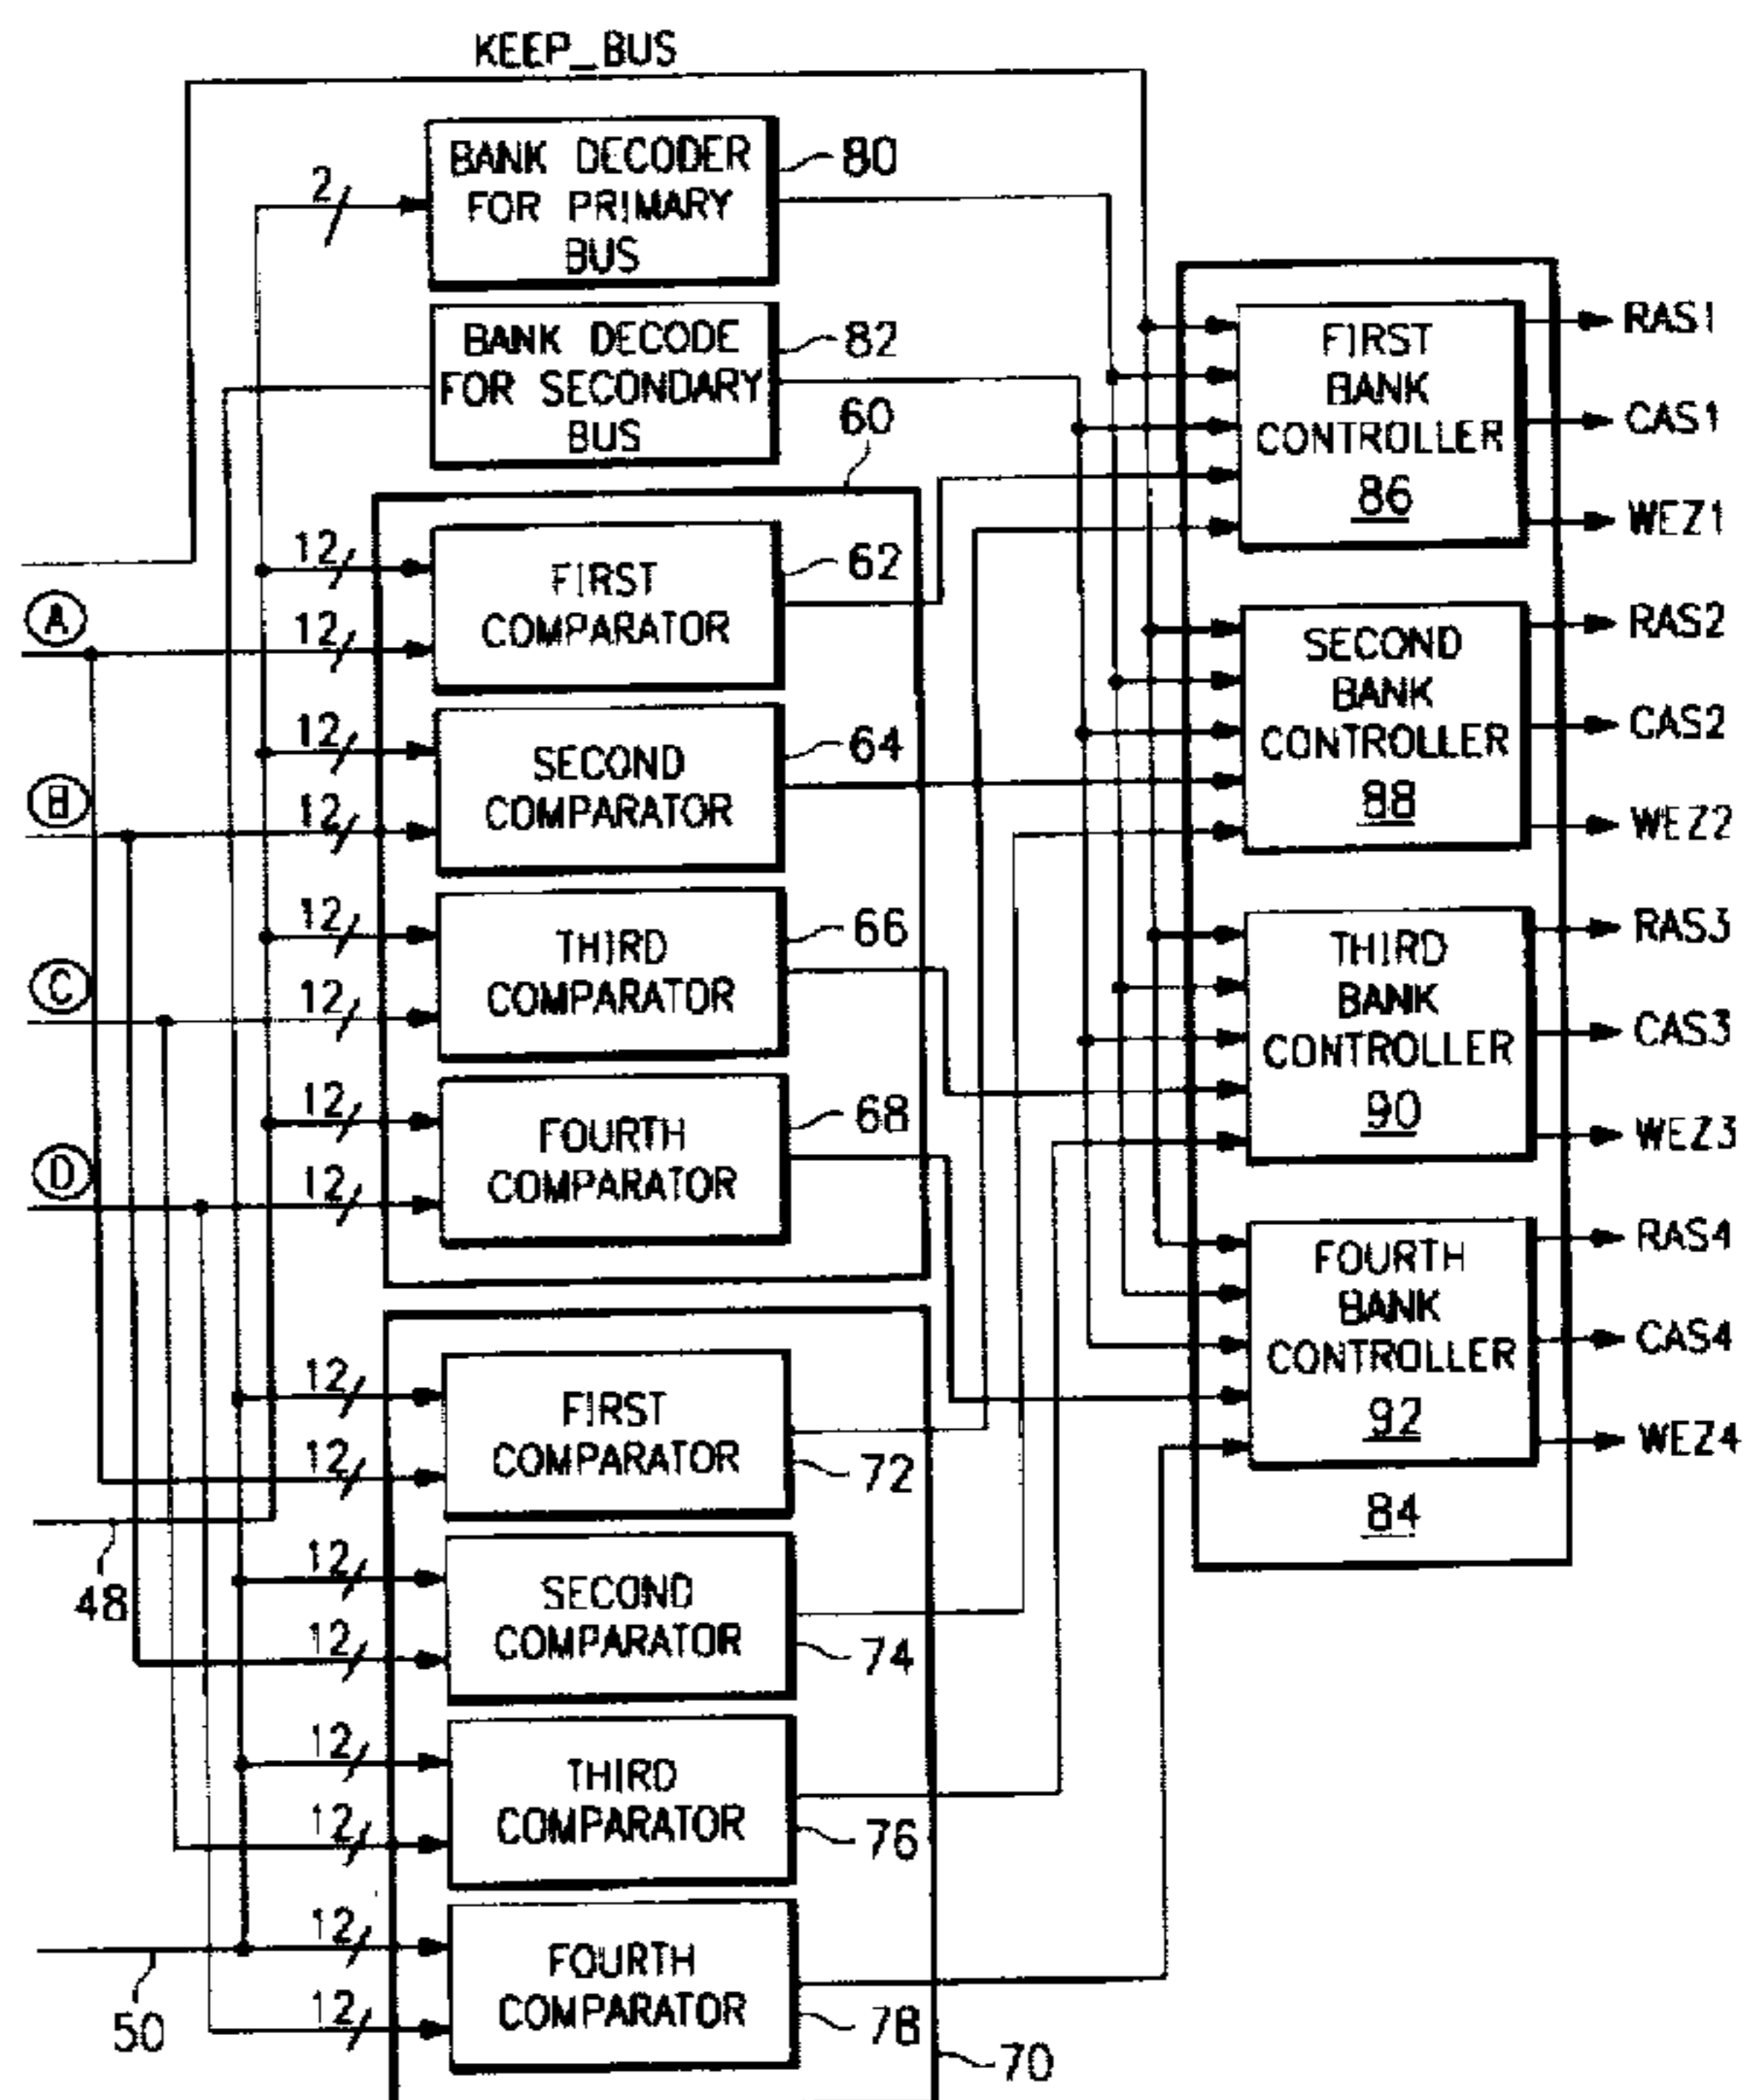 KEEP_BUS
2
BANK DECODER
FOR PRIMARY
BUS
80
BANK DECODE
FOR SECONDARY
BUS
82
60
12
12
FIRST
COMPARATOR
62
A
12
12
SECOND
COMPARATOR
64
B
12
12
THIRD
COMPARATOR
66
C
12
12
FOURTH
COMPARATOR
68
D
12
12
FIRST
COMPARATOR
72
48
12
12
SECOND
COMPARATOR
74
12
12
THIRD
COMPARATOR
76
12
12
FOURTH
COMPARATOR
78
50
70
FIRST
BANK
CONTROLLER
86
RAS1
CAS1
WEZ1
SECOND
BANK
CONTROLLER
88
RAS2
CAS2
WEZ2
THIRD
BANK
CONTROLLER
90
RAS3
CAS3
WEZ3
FOURTH
BANK
CONTROLLER
92
RAS4
CAS4
WEZ4
84